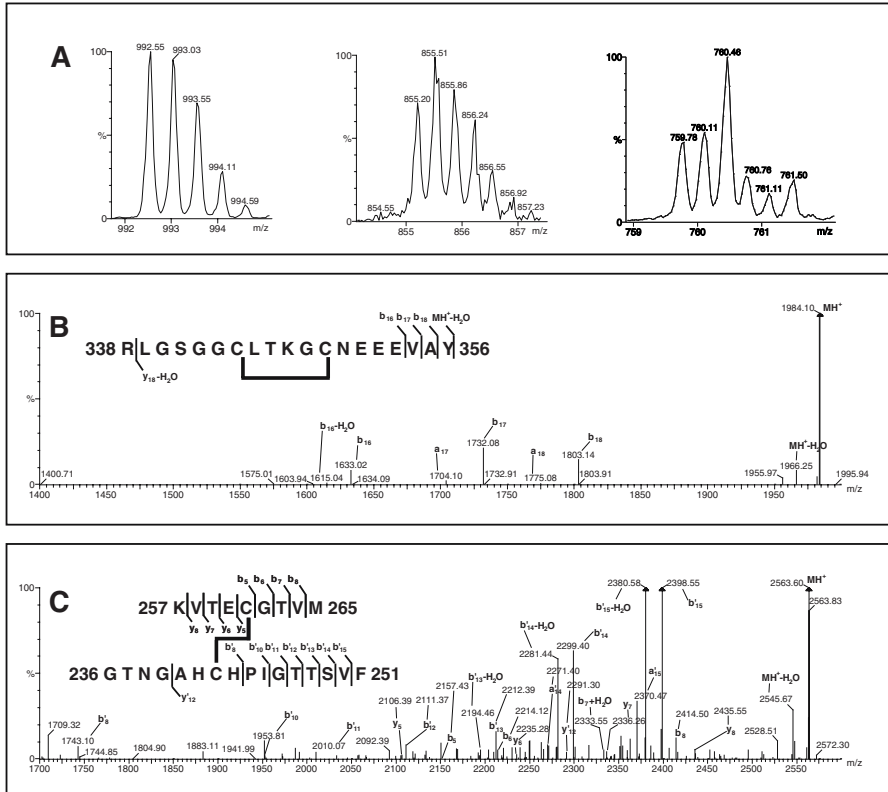 A
100
%
0
992.55
993.03
993.55
994.11
994.59
992 993 994 m/z
100
%
0
854.55
855.20
855.51
855.86
856.24
856.55
856.92
857.23
855 856 857 m/z
100
%
0
759.78
760.11
760.46
760.76
761.11
761.50
759 760 761 m/z
B
100
%
0
b16 b17 b18 MH+-H2O
338 R L G S G G C L T K G C N E E E V A Y 356
y18-H2O
1984.10 MH+
b16-H2O
b16
b17
a17
a18
b18
MH+-H2O
1400.71
1575.01
1603.94
1615.04
1633.02
1634.09
1704.10
1732.08
1732.91
1775.08
1803.14
1803.91
1955.97
1966.25
1995.94
1400 1450 1500 1550 1600 1650 1700 1750 1800 1850 1900 1950 m/z
C
100
%
0
b5 b6 b7 b8
257 K V T E C G T V M 265
y8 y7 y6 y5
b'8 b'10 b'11 b'12 b'13 b'14 b'15
236 G T N G A H C H P I G T T S V F 251
y'12
2380.58
2398.55
b'15-H2O
b'15
2563.60
MH+
2563.83
b'14-H2O
2281.44
2299.40
b'14
2271.40
a'14
2291.30
b7+H2O
2333.55
y7
2336.26
a'15
2370.47
MH+-H2O
2545.67
b'13-H2O
2212.39
2157.43
2106.39
2111.37
2194.46
2214.12
2235.28
b'13
b6
y6
y'12
y5
b'12
b5
2414.50
b8
2435.55
y8
2528.51
2572.30
1709.32
1743.10
b'8
1744.85
1804.90
1883.11
1941.99
1953.81
b'10
2010.07
b'11
2092.39
1700 1750 1800 1850 1900 1950 2000 2050 2100 2150 2200 2250 2300 2350 2400 2450 2500 2550 m/z